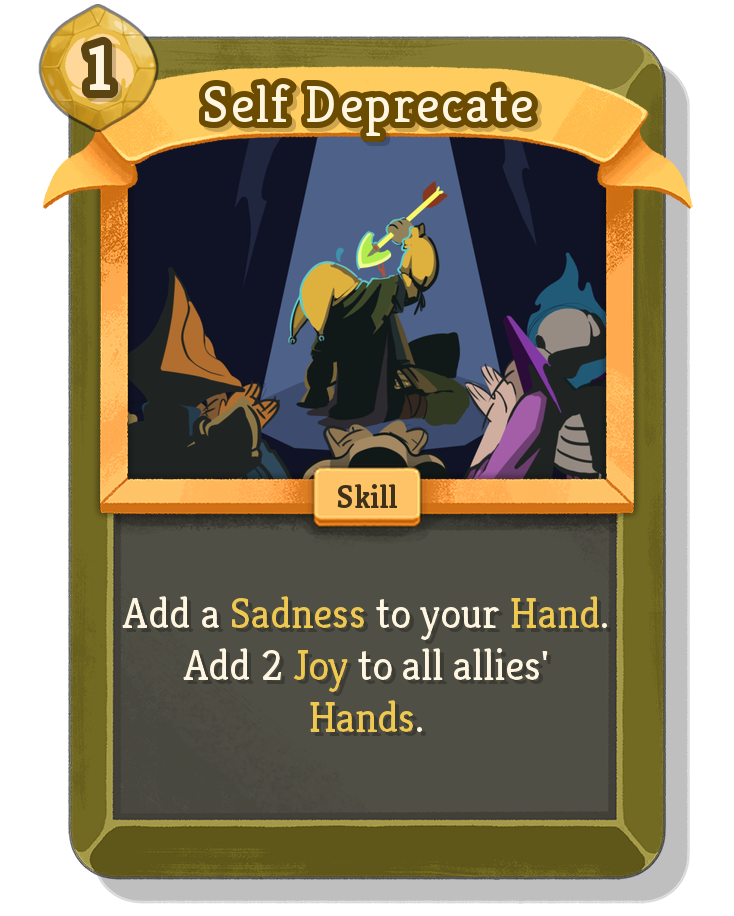 1
Self Deprecate
Skill
Add a Sadness to your Hand.
Add 2 Joy to all allies'
Hands.